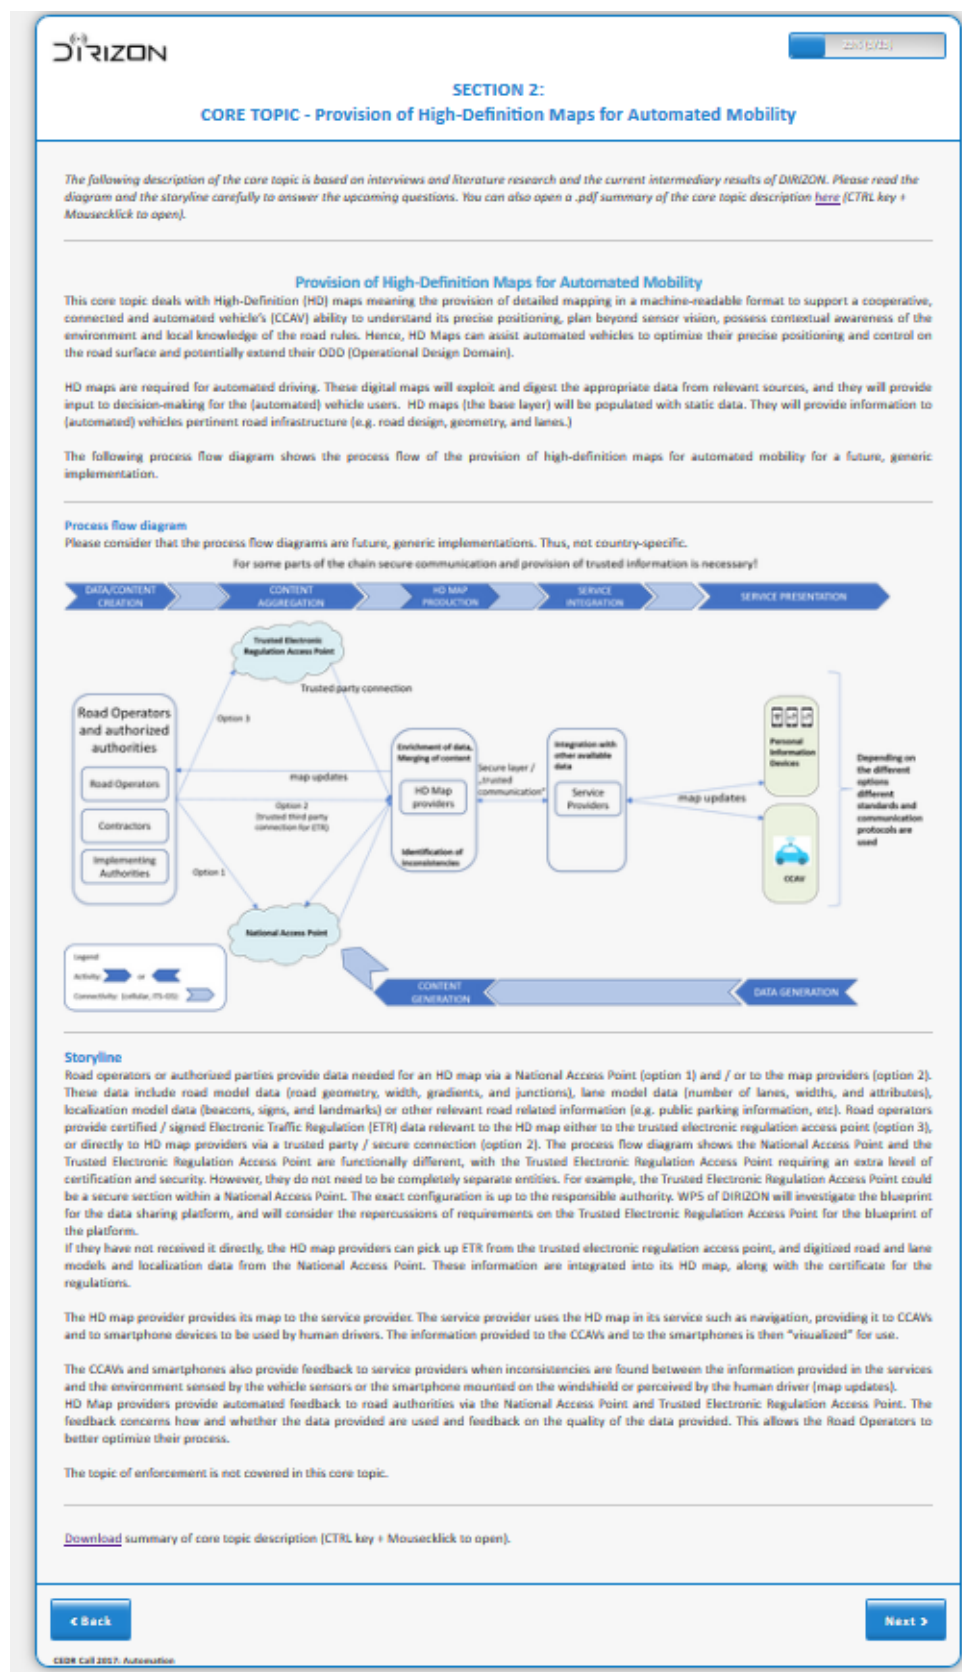 DIRIZON
SECTION 2:
CORE TOPIC - Provision of High-Definition Maps for Automated Mobility
The following description of the core topic is based on interviews and literature research and the current intermediary results of DIRIZON. Please read the
diagram and the storyline carefully to answer the upcoming questions. You can also open a .pdf summary of the core topic description here (CTRL key +
Mouseclick to open).
Provision of High-Definition Maps for Automated Mobility
This core topic deals with High-Definition (HD) maps meaning the provision of detailed mapping in a machine-readable format to support a cooperative,
connected and automated vehicle's (CCAV) ability to understand its precise positioning, plan beyond sensor vision, possess contextual awareness of the
environment and local knowledge of the road rules. Hence, HD Maps can assist automated vehicles to optimize their precise positioning and control on
the road surface and potentially extend their ODD (Operational Design Domain).
HD maps are required for automated driving. These digital maps will exploit and digest the appropriate data from relevant sources, and they will provide
input to decision-making for the (automated) vehicle users. HD maps (the base layer) will be populated with static data. They will provide information to
(automated) vehicles pertinent road infrastructure (e.g. road design, geometry, and lanes.)
The following process flow diagram shows the process flow of the provision of high-definition maps for automated mobility for a future, generic
implementation.
Process flow diagram
Please consider that the process flow diagrams are future, generic implementations. Thus, not country-specific.
For some parts of the chain secure communication and provision of trusted information is necessary!
DATA/CONTENT
CREATION
CONTENT
AGGREGATION
HD MAP
PRODUCTION
SERVICE
INTEGRATION
SERVICE PRESENTATION
Trusted Electronic
Regulation Access Point
Trusted party connection
Road Operators
and authorized
authorities
Road Operators
Contractors
Implementing
Authorities
Option 3
map updates
Option 2
(trusted third party
connection for ETR)
Option 1
National Access Point
Enrichment of data,
Merging of content
HD Map
providers
Identification of
inconsistencies
Secure layer /
„trusted
communication"
Integration with
other available
data
Service
Providers
map updates
Personal
Information
Devices
CCAV
Depending on
the different
options
different
standards and
communication
protocols are
used
Legend
Activity: or
Connectivity: (cellular, ITS-G5)
CONTENT
GENERATION
DATA GENERATION
Storyline
Road operators or authorized parties provide data needed for an HD map via a National Access Point (option 1) and / or to the map providers (option 2).
These data include road model data (road geometry, width, gradients, and junctions), lane model data (number of lanes, widths, and attributes),
localization model data (beacons, signs, and landmarks) or other relevant road related information (e.g. public parking information, etc). Road operators
provide certified / signed Electronic Traffic Regulation (ETR) data relevant to the HD map either to the trusted electronic regulation access point (option 3),
or directly to HD map providers via a trusted party / secure connection (option 2). The process flow diagram shows the National Access Point and the
Trusted Electronic Regulation Access Point are functionally different, with the Trusted Electronic Regulation Access Point requiring an extra level of
certification and security. However, they do not need to be completely separate entities. For example, the Trusted Electronic Regulation Access Point could
be a secure section within a National Access Point. The exact configuration is up to the responsible authority. WP5 of DIRIZON will investigate the blueprint
for the data sharing platform, and will consider the repercussions of requirements on the Trusted Electronic Regulation Access Point for the blueprint of
the platform.
If they have not received it directly, the HD map providers can pick up ETR from the trusted electronic regulation access point, and digitized road and lane
models and localization data from the National Access Point. These information are integrated into its HD map, along with the certificate for the
regulations.
The HD map provider provides its map to the service provider. The service provider uses the HD map in its service such as navigation, providing it to CCAVs
and to smartphone devices to be used by human drivers. The information provided to the CCAVs and to the smartphones is then "visualized" for use.
The CCAVs and smartphones also provide feedback to service providers when inconsistencies are found between the information provided in the services
and the environment sensed by the vehicle sensors or the smartphone mounted on the windshield or perceived by the human driver (map updates).
HD Map providers provide automated feedback to road authorities via the National Access Point and Trusted Electronic Regulation Access Point. The
feedback concerns how and whether the data provided are used and feedback on the quality of the data provided. This allows the Road Operators to
better optimize their process.
The topic of enforcement is not covered in this core topic.
Download summary of core topic description (CTRL key + Mouseclick to open).
Back
Next
CEDR Call 2017: Automation